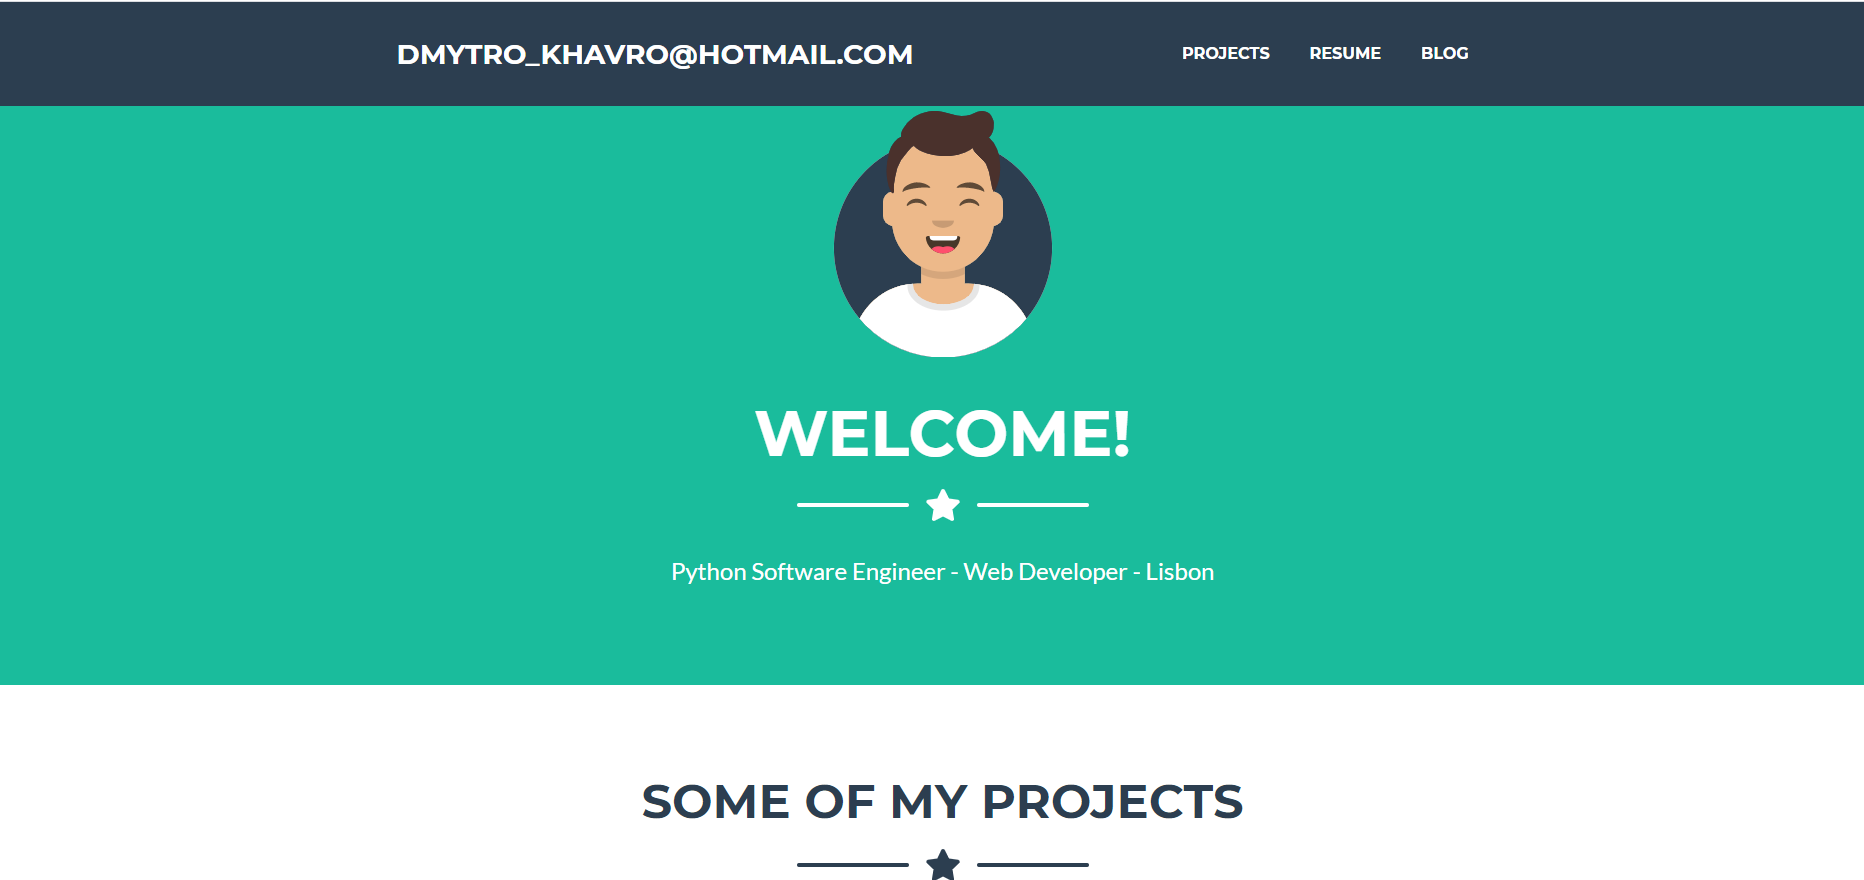 DMYTRO_KHAVRO@HOTMAIL.COM
PROJECTS RESUME BLOG
WELCOME!
Python Software Engineer - Web Developer - Lisbon
SOME OF MY PROJECTS